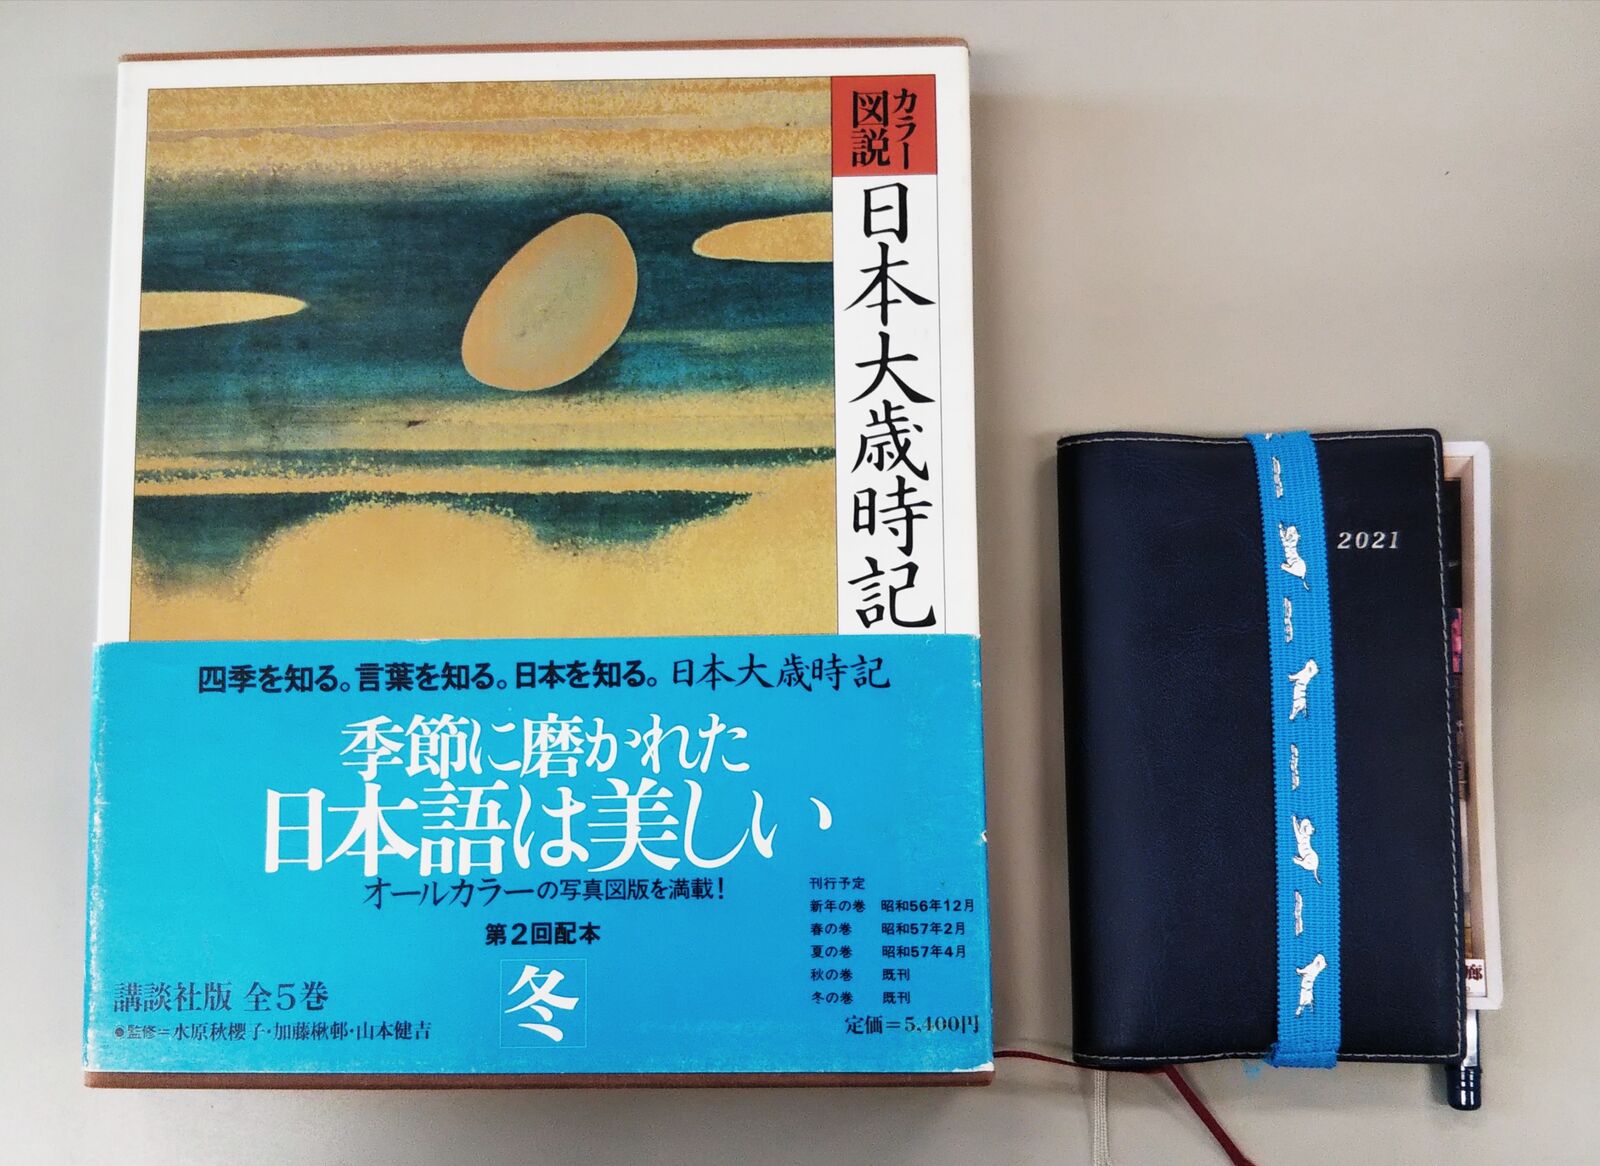 カラー
図説
日本大歳時記
四季を知る。言葉を知る。日本を知る。日本大歳時記
季節に磨かれた
日本語は美しい
オールカラーの写真図版を満載！
第2回配本
冬
講談社版 全5巻
●監修＝水原秋櫻子・加藤楸邨・山本健吉
刊行予定
新年の巻 昭和56年12月
春の巻 昭和57年2月
夏の巻 昭和57年4月
秋の巻 既刊
冬の巻 既刊
定価＝5,400円
2021
廊